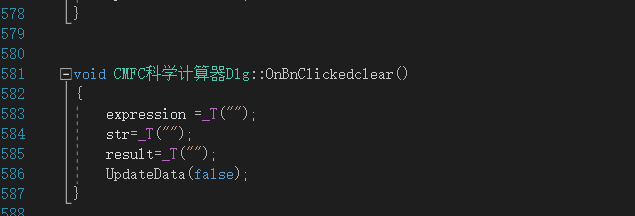 578 }
579
580
581 void CMFC科学计算器Dlg::OnBnClickedclear()
582 {
583 expression =_T("");
584 str=_T("");
585 result=_T("");
586 UpdateData(false);
587 }
588